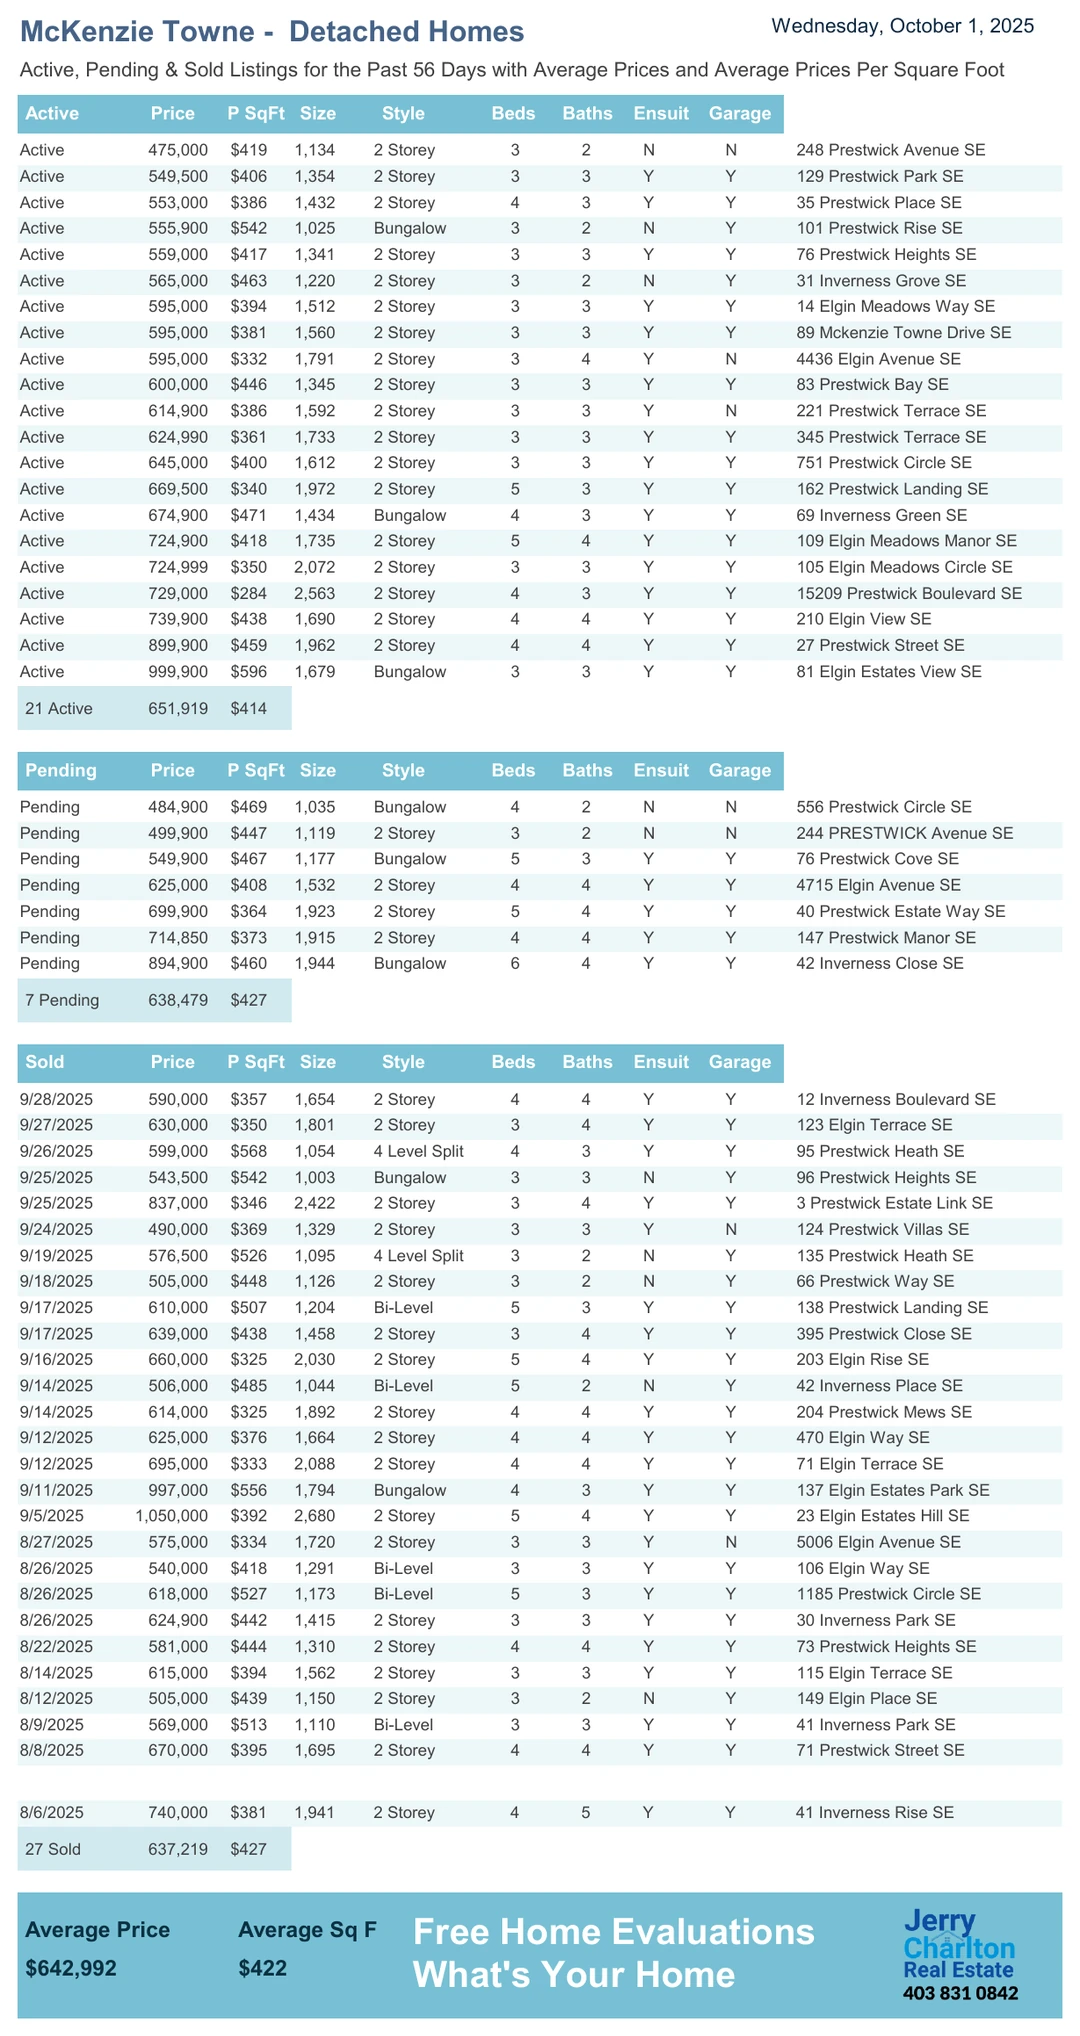 McKenzie Towne - Detached Homes
Wednesday, October 1, 2025
Active, Pending & Sold Listings for the Past 56 Days with Average Prices and Average Prices Per Square Foot
Active Price P SqFt Size Style Beds Baths Ensuit Garage
Active 475,000 $419 1,134 2 Storey 3 2 N N 248 Prestwick Avenue SE
Active 549,500 $406 1,354 2 Storey 3 3 Y Y 129 Prestwick Park SE
Active 553,000 $386 1,432 2 Storey 4 3 Y Y 35 Prestwick Place SE
Active 555,900 $542 1,025 Bungalow 3 2 N Y 101 Prestwick Rise SE
Active 559,000 $417 1,341 2 Storey 3 3 Y Y 76 Prestwick Heights SE
Active 565,000 $463 1,220 2 Storey 3 2 N Y 31 Inverness Grove SE
Active 595,000 $394 1,512 2 Storey 3 3 Y Y 14 Elgin Meadows Way SE
Active 595,000 $381 1,560 2 Storey 3 3 Y Y 89 Mckenzie Towne Drive SE
Active 595,000 $332 1,791 2 Storey 3 4 Y N 4436 Elgin Avenue SE
Active 600,000 $446 1,345 2 Storey 3 3 Y Y 83 Prestwick Bay SE
Active 614,900 $386 1,592 2 Storey 3 3 Y N 221 Prestwick Terrace SE
Active 624,990 $361 1,733 2 Storey 3 3 Y Y 345 Prestwick Terrace SE
Active 645,000 $400 1,612 2 Storey 3 3 Y Y 751 Prestwick Circle SE
Active 669,500 $340 1,972 2 Storey 5 3 Y Y 162 Prestwick Landing SE
Active 674,900 $471 1,434 Bungalow 4 3 Y Y 69 Inverness Green SE
Active 724,900 $418 1,735 2 Storey 5 4 Y Y 109 Elgin Meadows Manor SE
Active 724,999 $350 2,072 2 Storey 3 3 Y Y 105 Elgin Meadows Circle SE
Active 729,000 $284 2,563 2 Storey 4 3 Y Y 15209 Prestwick Boulevard SE
Active 739,900 $438 1,690 2 Storey 4 4 Y Y 210 Elgin View SE
Active 899,900 $459 1,962 2 Storey 4 4 Y Y 27 Prestwick Street SE
Active 999,900 $596 1,679 Bungalow 3 3 Y Y 81 Elgin Estates View SE
21 Active 651,919 $414
Pending Price P SqFt Size Style Beds Baths Ensuit Garage
Pending 484,900 $469 1,035 Bungalow 4 2 N N 556 Prestwick Circle SE
Pending 499,900 $447 1,119 2 Storey 3 2 N N 244 PRESTWICK Avenue SE
Pending 549,900 $467 1,177 Bungalow 5 3 Y Y 76 Prestwick Cove SE
Pending 625,000 $408 1,532 2 Storey 4 4 Y Y 4715 Elgin Avenue SE
Pending 699,900 $364 1,923 2 Storey 5 4 Y Y 40 Prestwick Estate Way SE
Pending 714,850 $373 1,915 2 Storey 4 4 Y Y 147 Prestwick Manor SE
Pending 894,900 $460 1,944 Bungalow 6 4 Y Y 42 Inverness Close SE
7 Pending 638,479 $427
Sold Price P SqFt Size Style Beds Baths Ensuit Garage
9/28/2025 590,000 $357 1,654 2 Storey 4 4 Y Y 12 Inverness Boulevard SE
9/27/2025 630,000 $350 1,801 2 Storey 3 4 Y Y 123 Elgin Terrace SE
9/26/2025 599,000 $568 1,054 4 Level Split 4 3 Y Y 95 Prestwick Heath SE
9/25/2025 543,500 $542 1,003 Bungalow 3 3 N Y 96 Prestwick Heights SE
9/25/2025 837,000 $346 2,422 2 Storey 3 4 Y Y 3 Prestwick Estate Link SE
9/24/2025 490,000 $369 1,329 2 Storey 3 3 Y N 124 Prestwick Villas SE
9/19/2025 576,500 $526 1,095 4 Level Split 3 2 N Y 135 Prestwick Heath SE
9/18/2025 505,000 $448 1,126 2 Storey 3 2 N Y 66 Prestwick Way SE
9/17/2025 610,000 $507 1,204 Bi-Level 5 3 Y Y 138 Prestwick Landing SE
9/17/2025 639,000 $438 1,458 2 Storey 3 4 Y Y 395 Prestwick Close SE
9/16/2025 660,000 $325 2,030 2 Storey 5 4 Y Y 203 Elgin Rise SE
9/14/2025 506,000 $485 1,044 Bi-Level 5 2 N Y 42 Inverness Place SE
9/14/2025 614,000 $325 1,892 2 Storey 4 4 Y Y 204 Prestwick Mews SE
9/12/2025 625,000 $376 1,664 2 Storey 4 4 Y Y 470 Elgin Way SE
9/12/2025 695,000 $333 2,088 2 Storey 4 4 Y Y 71 Elgin Terrace SE
9/11/2025 997,000 $556 1,794 Bungalow 4 3 Y Y 137 Elgin Estates Park SE
9/5/2025 1,050,000 $392 2,680 2 Storey 5 4 Y Y 23 Elgin Estates Hill SE
8/27/2025 575,000 $334 1,720 2 Storey 3 3 Y N 5006 Elgin Avenue SE
8/26/2025 540,000 $418 1,291 Bi-Level 3 3 Y Y 106 Elgin Way SE
8/26/2025 618,000 $527 1,173 Bi-Level 5 3 Y Y 1185 Prestwick Circle SE
8/26/2025 624,900 $442 1,415 2 Storey 3 3 Y Y 30 Inverness Park SE
8/22/2025 581,000 $444 1,310 2 Storey 4 4 Y Y 73 Prestwick Heights SE
8/14/2025 615,000 $394 1,562 2 Storey 3 3 Y Y 115 Elgin Terrace SE
8/12/2025 505,000 $439 1,150 2 Storey 3 2 N Y 149 Elgin Place SE
8/9/2025 569,000 $513 1,110 Bi-Level 3 3 Y Y 41 Inverness Park SE
8/8/2025 670,000 $395 1,695 2 Storey 4 4 Y Y 71 Prestwick Street SE
8/6/2025 740,000 $381 1,941 2 Storey 4 5 Y Y 41 Inverness Rise SE
27 Sold 637,219 $427
Average Price Average Sq F
$642,992 $422
Free Home Evaluations
What's Your Home
Jerry
Charlton
Real Estate
403 831 0842